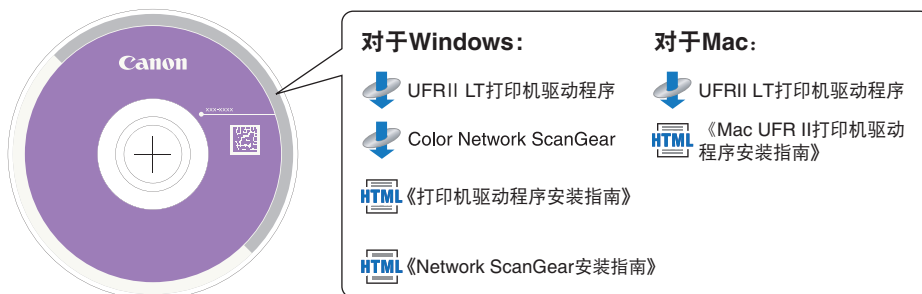 Canon
xxx-xxxx
对于Windows：
UFRII LT打印机驱动程序
Color Network ScanGear
HTML《打印机驱动程序安装指南》
HTML《Network ScanGear安装指南》
对于Mac：
UFRII LT打印机驱动程序
HTML《Mac UFR II打印机驱动
程序安装指南》